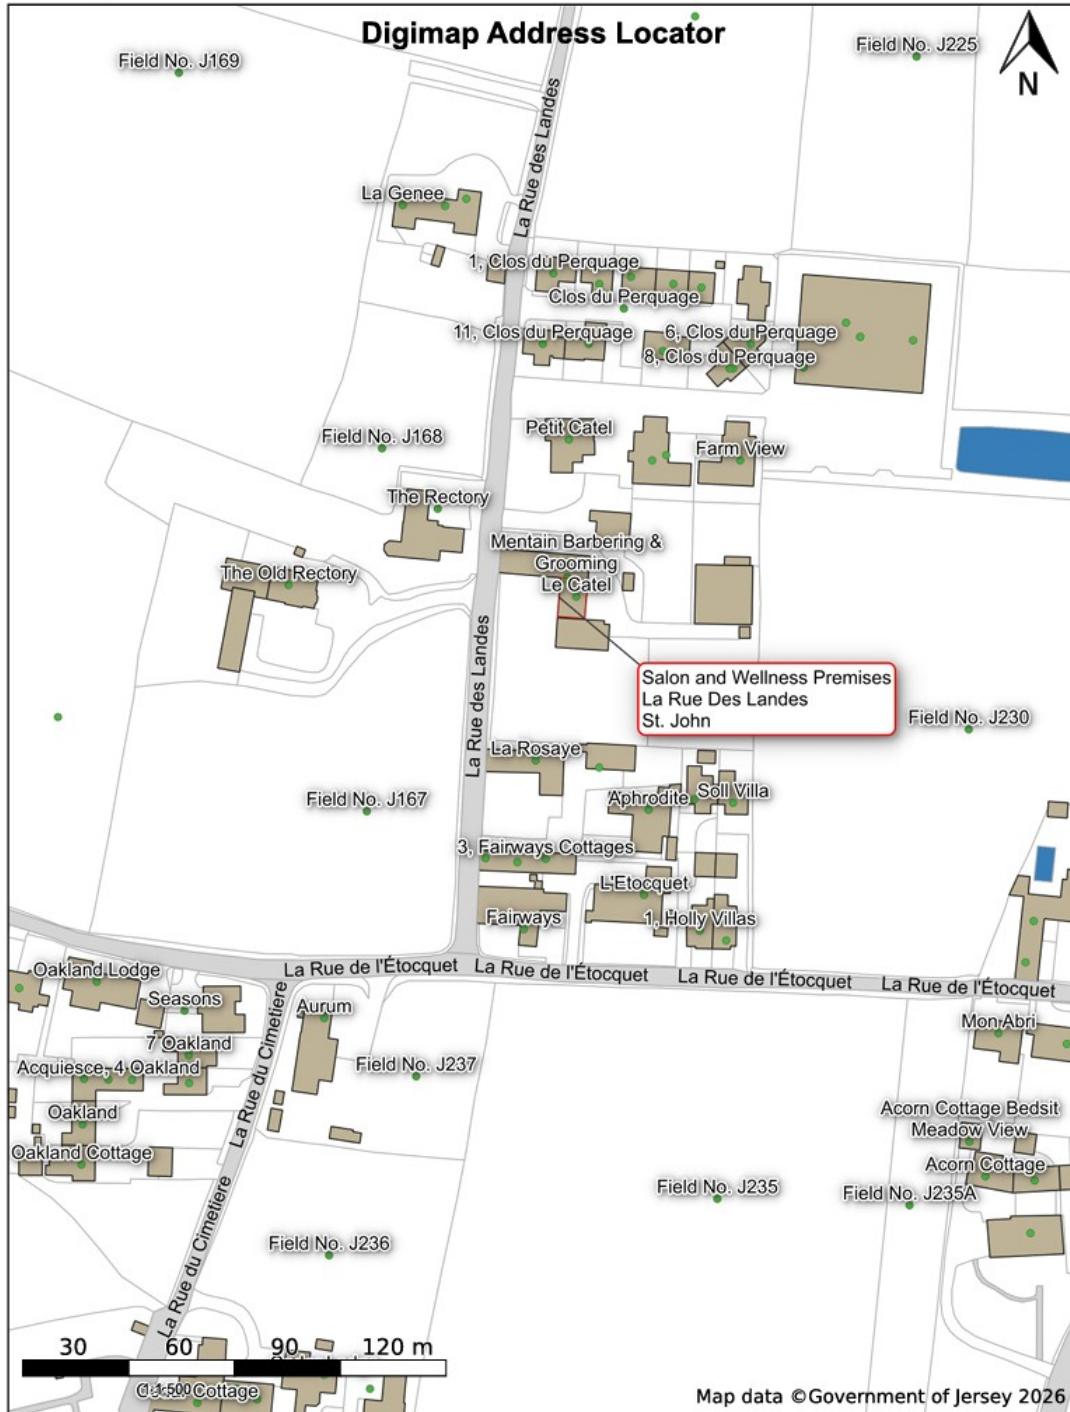 Digimap Address Locator
Field No. J169
Field No. J225
N
La Rue des Landes
La Genee
1, Clos du Perquage
Clos du Perquage
11, Clos du Perquage
6, Clos du Perquage
8, Clos du Perquage
Petit Catel
Field No. J168
Farm View
The Rectory
Mentain Barbering &
Grooming
Le Catel
The Old Rectory
La Rue des Landes
Salon and Wellness Premises
La Rue Des Landes
St. John
Field No. J230
La Rosaye
Field No. J167
Aphrodite
Soll Villa
3, Fairways Cottages
L'Etocquet
Fairways
1, Holly Villas
La Rue de l'Étocquet
La Rue de l'Étocquet
La Rue de l'Étocquet
La Rue de l'Étocquet
Oakland Lodge
Seasons
Aurum
La Rue du Cimetiere
Mon Abri
7 Oakland
Acquiesce, 4 Oakland
Field No. J237
Oakland
Acorn Cottage Bedsit
Meadow View
Oakland Cottage
Acorn Cottage
Field No. J235
Field No. J235A
La Rue du Cimetiere
Field No. J236
30 60 90 120 m
1:1,500
Cottage
Map data ©Government of Jersey 2026